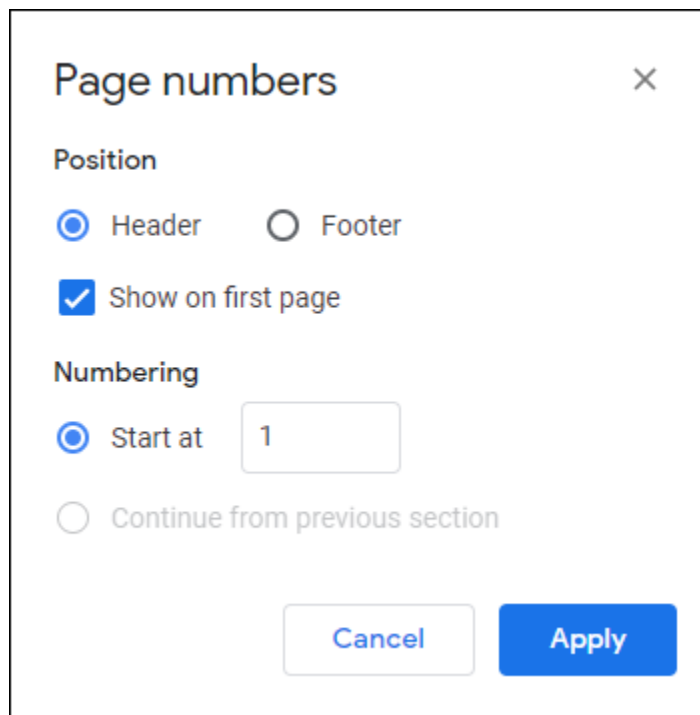 Page numbers
Position
Header Footer
Show on first page
Numbering
Start at 1
Continue from previous section
Cancel Apply